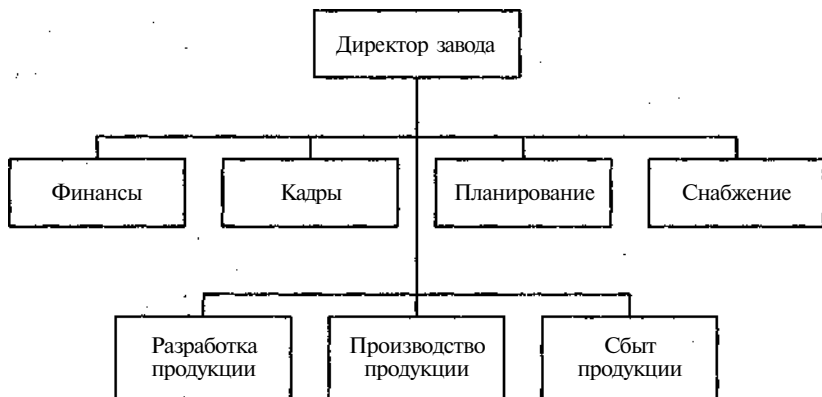 Директор завода
Финансы
Кадры
Планирование
Снабжение
Разработка
продукции
Производство
продукции
Сбыт
продукции